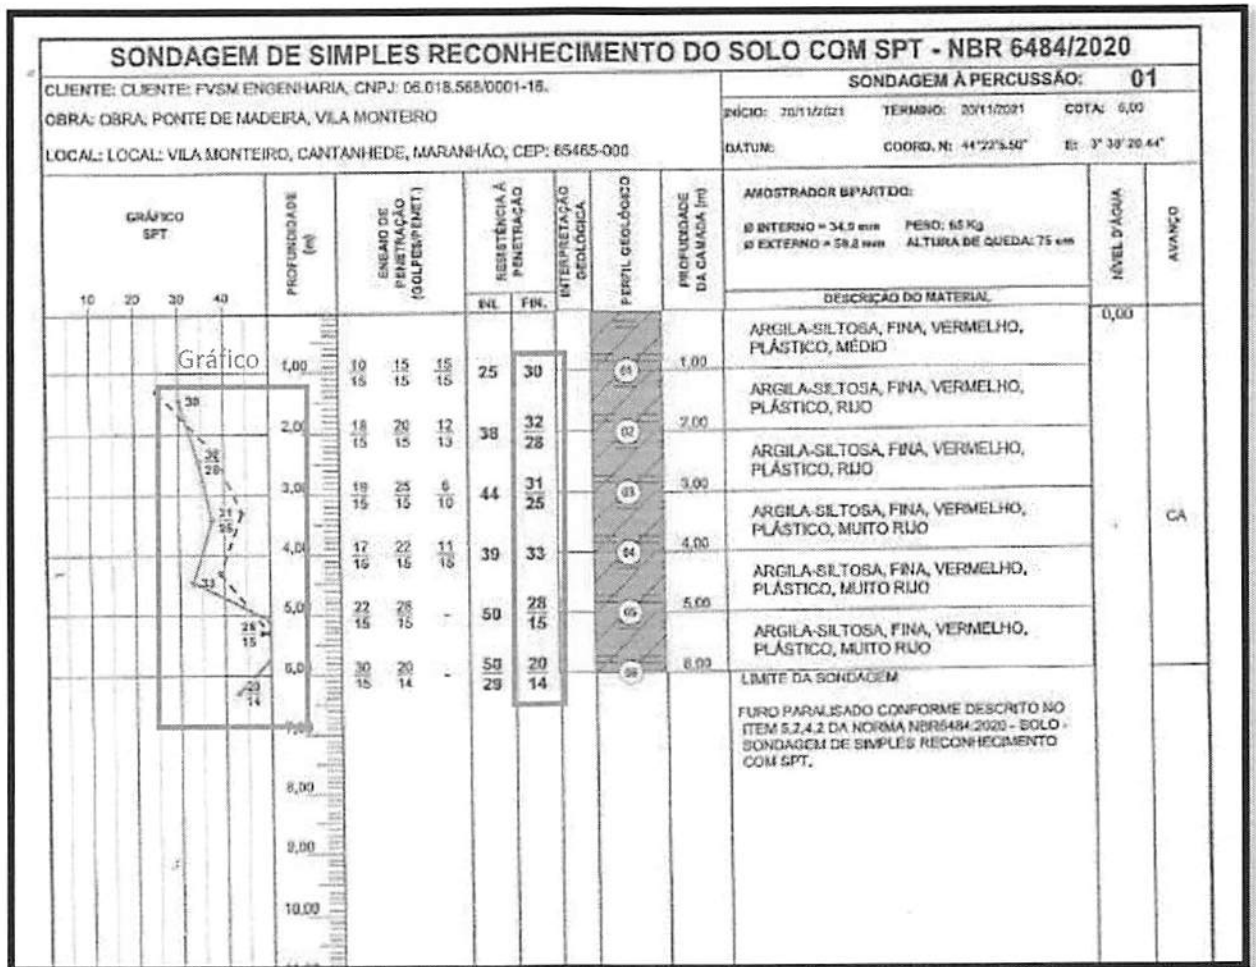 SONDAGEM DE SIMPLES RECONHECIMENTO DO SOLO COM SPT - NBR 6484/2020
CLIENTE: CLIENTE: FVSM ENGENHARIA, CNPJ: 06.018.568/0001-16.
OBRA: OBRA, PONTE DE MADEIRA, VILA MONTEIRO
LOCAL: LOCAL: VILA MONTEIRO, CANTANHEDE, MARANHÃO, CEP: 65465-000
SONDAGEM À PERCUSSÃO: 01
INÍCIO: 20/11/2021 TERMINO: 20/11/2021 COTA: 0,00
DATUM: COORD. N: 44°22'5.50" E: 3° 38' 20.44"
GRÁFICO SPT
10 20 30 40
PROFUNDIDADE (m)
ENSAIO DE PENETRAÇÃO (GOLPES/PENET.)
RESISTÊNCIA À PENETRAÇÃO
INI. FIN.
INTERPRETAÇÃO GEOLÓGICA
PERFIL GEOLÓGICO
PROFUDIDADE DA CAMADA (m)
AMOSTRADOR BIPARTIDO:
Ø INTERNO = 34.9 mm PESO: 65 Kg
Ø EXTERNO = 50.8 mm ALTURA DE QUEDA: 75 cm
DESCRIÇÃO DO MATERIAL
NÍVEL D'ÁGUA
AVANÇO
0,00
ARGILA-SILTOSA, FINA, VERMELHO,
PLÁSTICO, MÉDIO
Gráfico
1,00 10/15 15/15 15/15 25 30 01 1,00
ARGILA-SILTOSA, FINA, VERMELHO,
PLÁSTICO, RIJO
30
2,00 18/15 20/15 12/13 38 32/28 02 2,00
ARGILA-SILTOSA, FINA, VERMELHO,
PLÁSTICO, RIJO
28
3,00 19/15 25/15 6/10 44 31/25 03 3,00
ARGILA-SILTOSA, FINA, VERMELHO,
PLÁSTICO, MUITO RIJO
31/25
CA
4,00 17/15 22/15 11/15 39 33 04 4,00
ARGILA-SILTOSA, FINA, VERMELHO,
PLÁSTICO, MUITO RIJO
33
5,00 22/15 28/15 - 50 28/15 05 5,00
ARGILA-SILTOSA, FINA, VERMELHO,
PLÁSTICO, MUITO RIJO
28/15
6,00 30/15 20/14 - 50/29 20/14 06 6,00
20/14
LIMITE DA SONDAGEM
7,00
FURO PARALISADO CONFORME DESCRITO NO
ITEM 5.2.4.2 DA NORMA NBR6484:2020 - SOLO -
SONDAGEM DE SIMPLES RECONHECIMENTO
COM SPT.
8,00
9,00
10,00